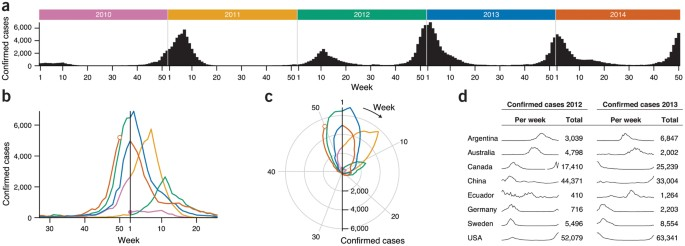 a
2010 2011 2012 2013 2014
Confirmed cases
6,000
4,000
2,000
0
1 10 20 30 40 50 1 10 20 30 40 50 1 10 20 30 40 50 1 10 20 30 40 50 1 10 20 30 40 50
Week
b
Confirmed cases
6,000
4,000
2,000
0
30 40 50 1 10 20
Week
c
1
Week
10
20
30
40
50
0
2,000
4,000
6,000
Confirmed cases
d
Confirmed cases 2012 Confirmed cases 2013
Per week Total Per week Total
Argentina 3,039 6,847
Australia 4,798 2,002
Canada 17,410 25,239
China 44,371 33,004
Ecuador 410 1,264
Germany 716 2,203
Sweden 5,496 8,554
USA 52,079 63,341